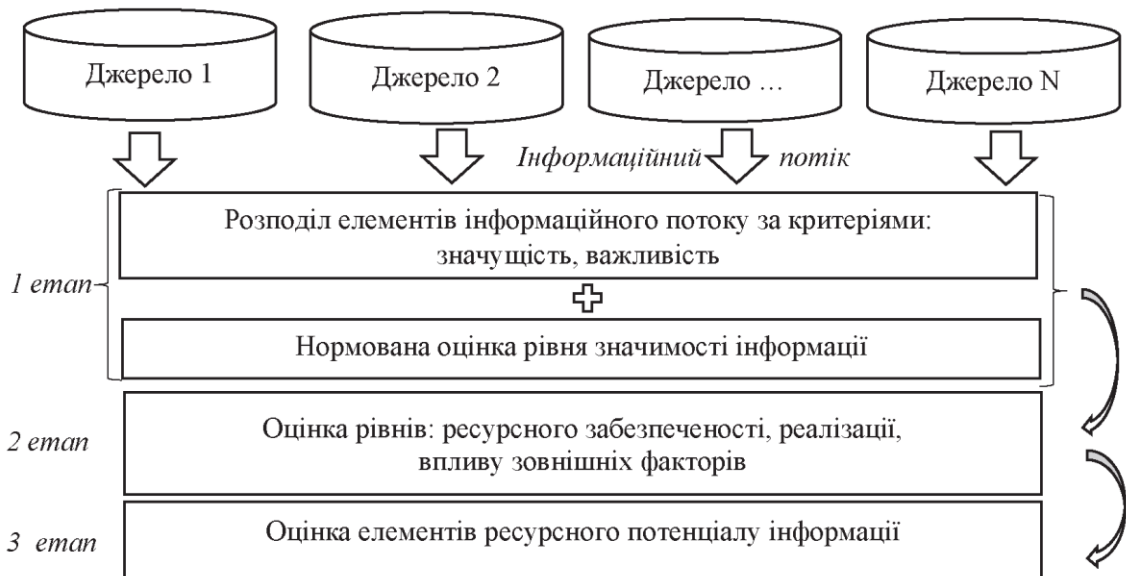 Джерело 1
Джерело 2
Джерело ...
Джерело N
Інформаційний потік
Розподіл елементів інформаційного потоку за критеріями:
значущість, важливість
1 етап
Нормована оцінка рівня значимості інформації
2 етап
Оцінка рівнів: ресурсного забезпеченості, реалізації,
впливу зовнішніх факторів
3 етап
Оцінка елементів ресурсного потенціалу інформації